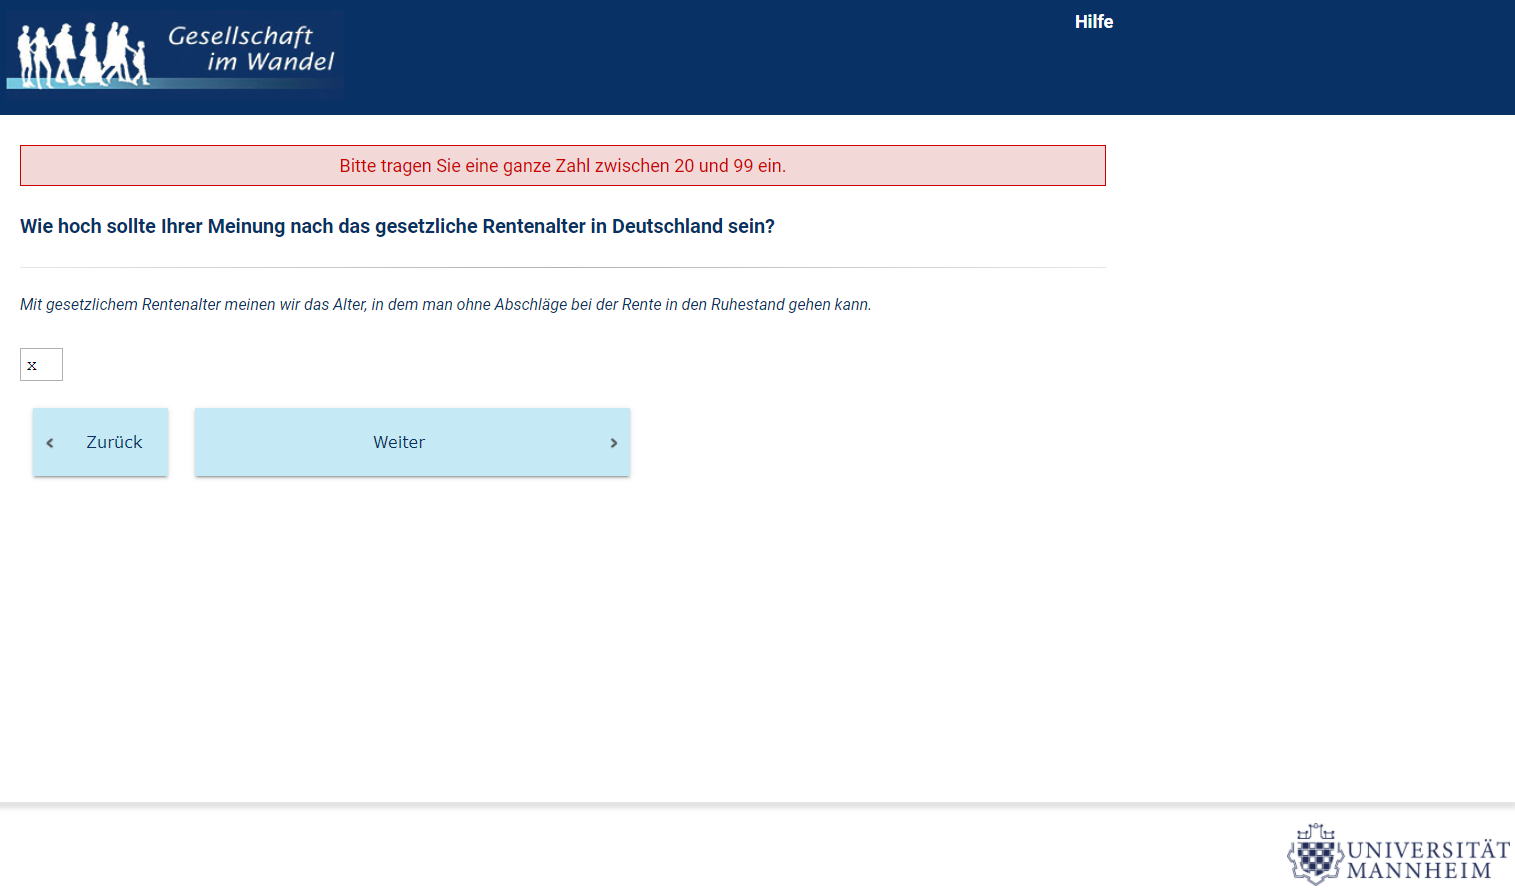 Gesellschaft
im Wandel
Hilfe
Bitte tragen Sie eine ganze Zahl zwischen 20 und 99 ein.
Wie hoch sollte Ihrer Meinung nach das gesetzliche Rentenalter in Deutschland sein?
Mit gesetzlichem Rentenalter meinen wir das Alter, in dem man ohne Abschläge bei der Rente in den Ruhestand gehen kann.
x
Zurück
Weiter
UNIVERSITÄT
MANNHEIM